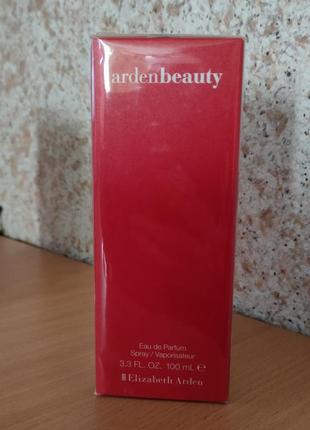 ardenbeauty
Eau de Parfum
Spray / Vaporisateur
3.3 FL. OZ. 100 mL ℮
Elizabeth Arden